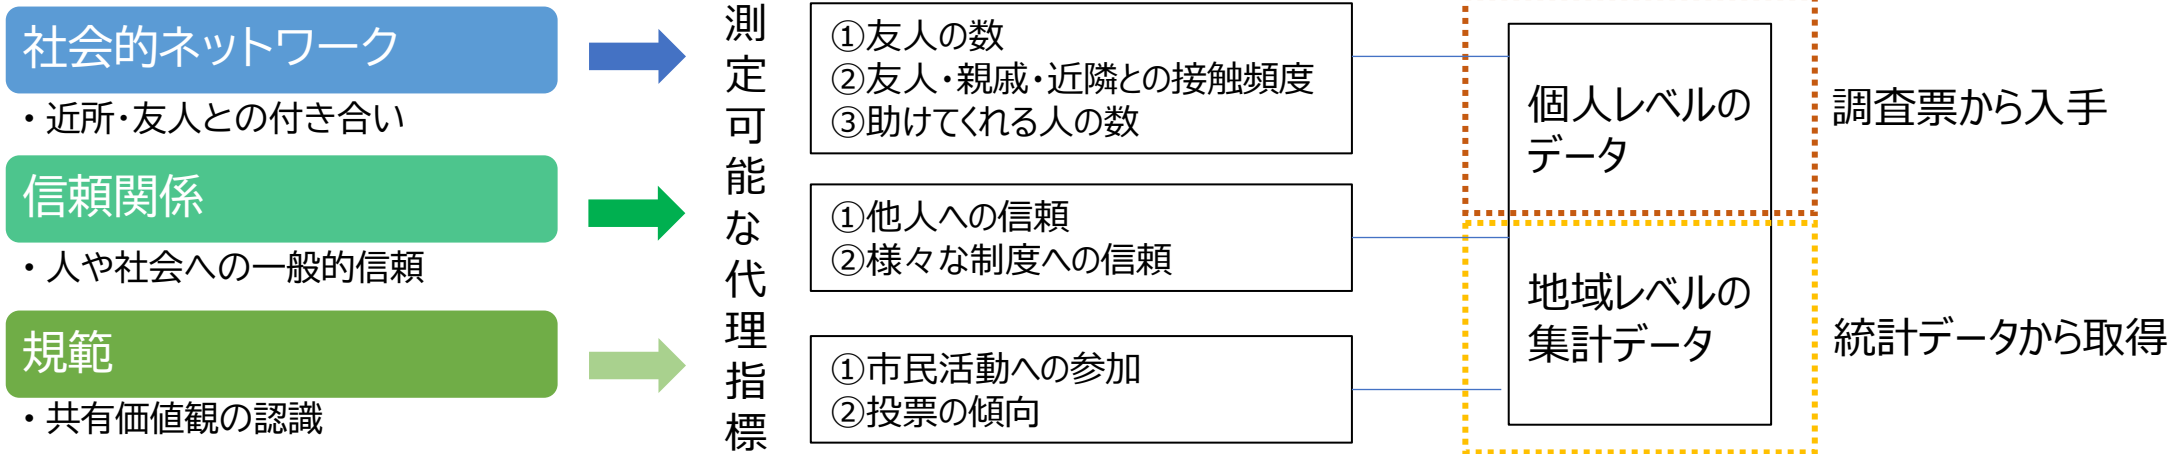 社会的ネットワーク
・近所・友人との付き合い
信頼関係
・人や社会への一般的信頼
規範
・共有価値観の認識
測定可能な代理指標
①友人の数
②友人・親戚・近隣との接触頻度
③助けてくれる人の数
①他人への信頼
②様々な制度への信頼
①市民活動への参加
②投票の傾向
個人レベルの
データ
地域レベルの
集計データ
調査票から入手
統計データから取得